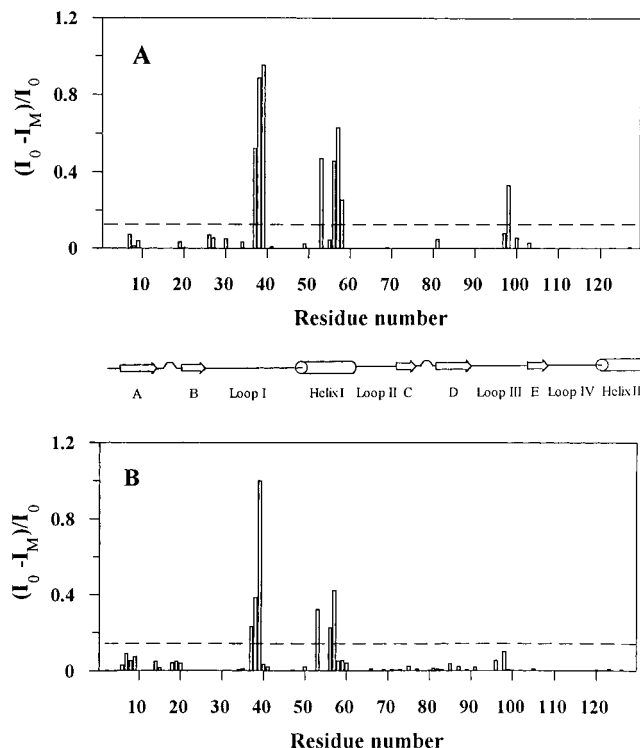 A
(I0 -IM)/I0
1.2
0.8
0.4
0
10 20 30 40 50 60 70 80 90 100 110 120
Residue number
A B Loop I Helix I Loop II C D Loop III E Loop IV Helix II
B
(I0 -IM)/I0
1.2
0.8
0.4
0
10 20 30 40 50 60 70 80 90 100 110 120
Residue number